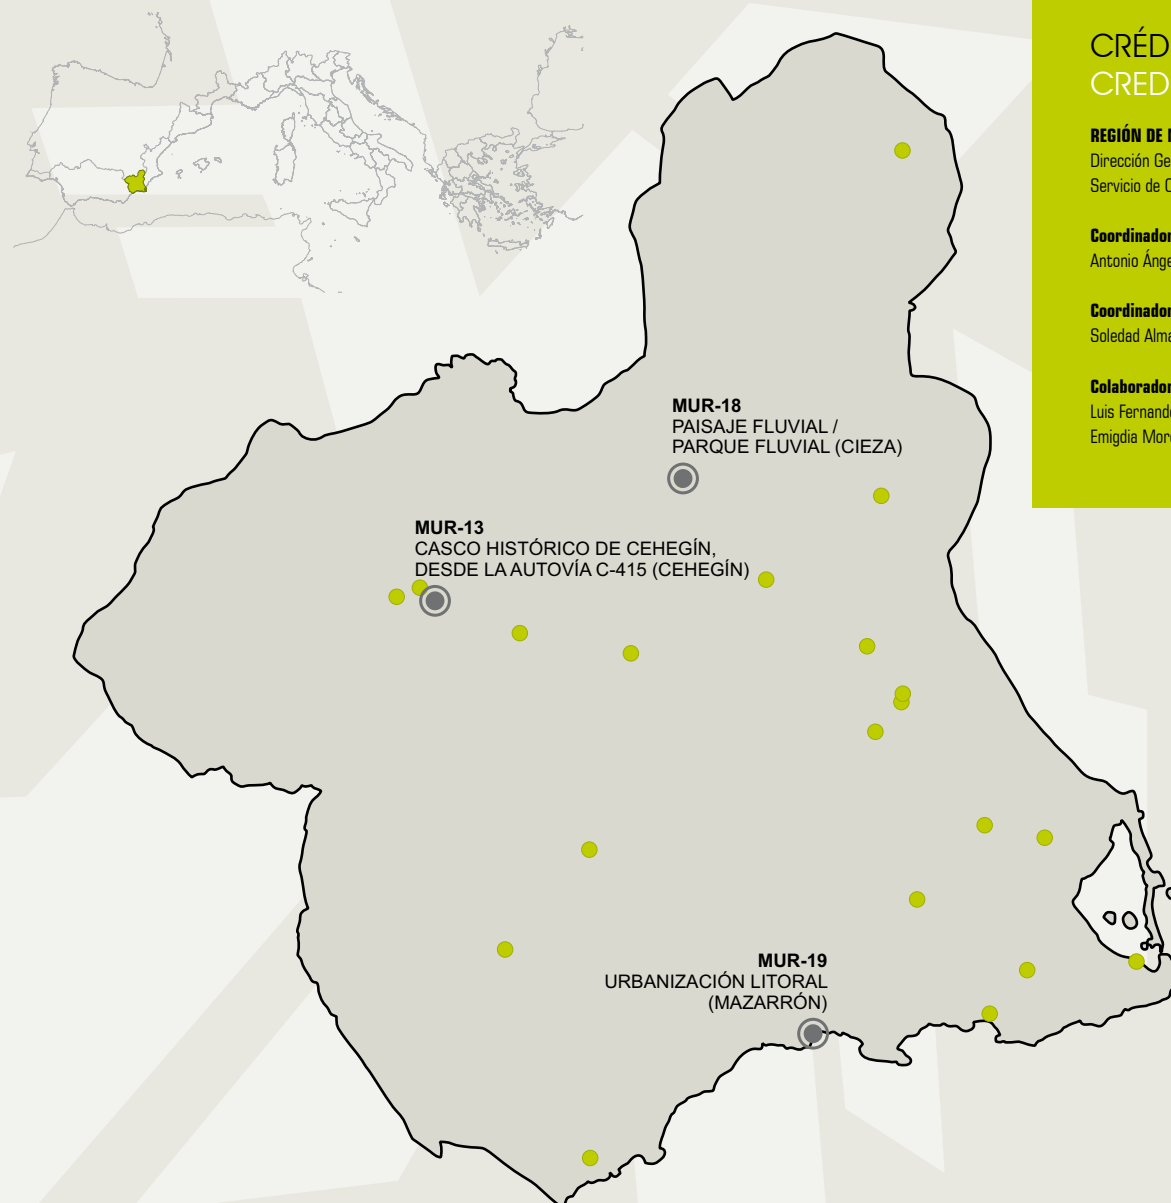 CRÉD
CRED
REGIÓN DE
Dirección Ge
Servicio de
Coordinador
Antonio Ánge
Coordinador
Soledad Alma
Colaborador
Luis Fernand
Emigdia More
MUR-18
PAISAJE FLUVIAL /
PARQUE FLUVIAL (CIEZA)
MUR-13
CASCO HISTÓRICO DE CEHEGÍN,
DESDE LA AUTOVÍA C-415 (CEHEGÍN)
MUR-19
URBANIZACIÓN LITORAL
(MAZARRÓN)